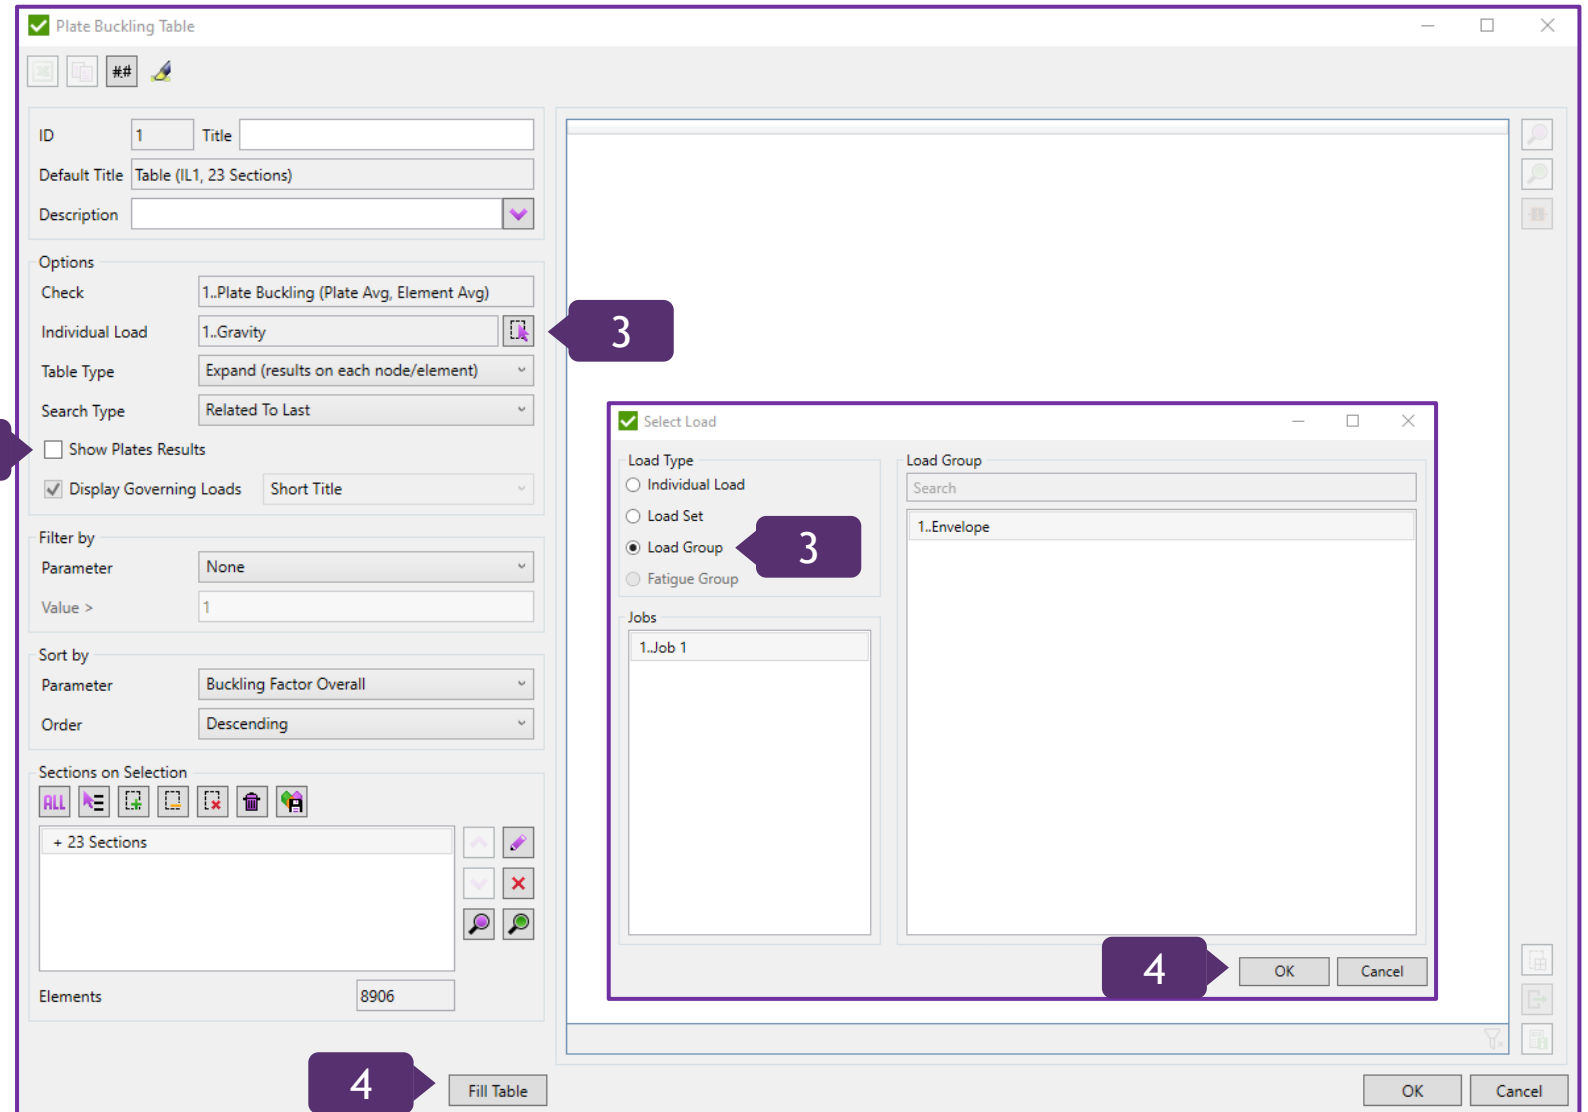 Plate Buckling Table
#.#
ID 1 Title
Default Title Table (IL1, 23 Sections)
Description
Options
Check 1..Plate Buckling (Plate Avg, Element Avg)
Individual Load 1..Gravity
3
Table Type Expand (results on each node/element)
Search Type Related To Last
Show Plates Results
Display Governing Loads Short Title
Filter by
Parameter None
Value > 1
Sort by
Parameter Buckling Factor Overall
Order Descending
Sections on Selection
ALL
+ 23 Sections
Elements 8906
4
Fill Table
Select Load
Load Type
Individual Load
Load Set
Load Group
3
Fatigue Group
Jobs
1..Job 1
Load Group
Search
1..Envelope
4
OK Cancel
OK Cancel